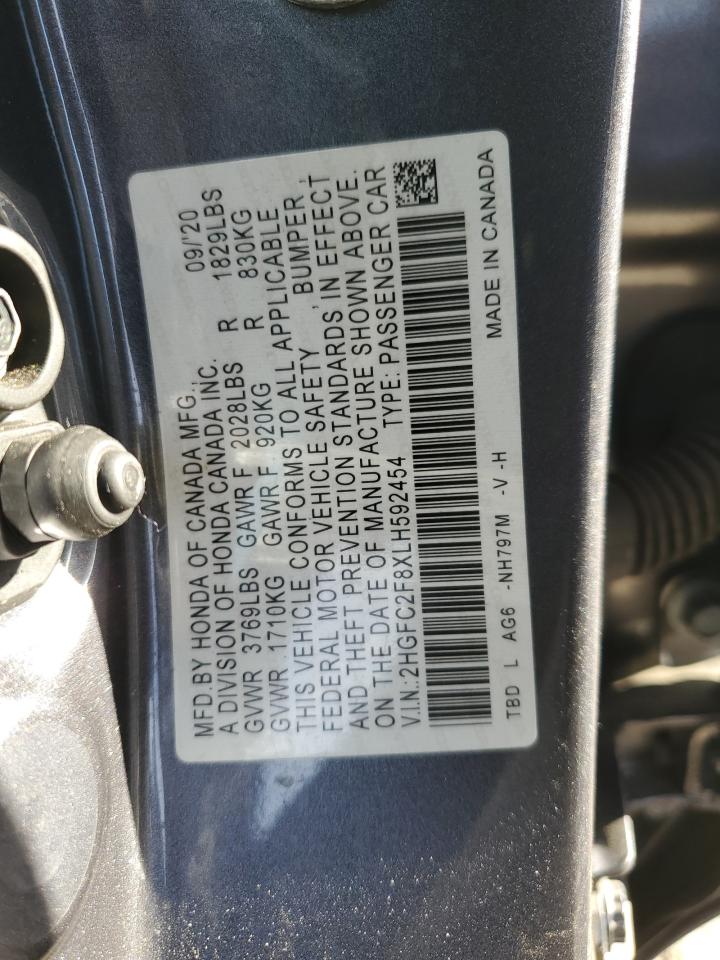 MFD.BY HONDA OF CANADA MFG., 09/'20
A DIVISION OF HONDA CANADA INC.
GVWR 3769LBS GAWR F 2028LBS R 1829LBS
GVWR 1710KG GAWR F 920KG R 830KG
THIS VEHICLE CONFORMS TO ALL APPLICABLE
FEDERAL MOTOR VEHICLE SAFETY , BUMPER ,
AND THEFT PREVENTION STANDARDS IN EFFECT
ON THE DATE OF MANUFACTURE SHOWN ABOVE.
V.I.N.:2HGFC2F8XLH592454 TYPE: PASSENGER CAR
TBD L AG6 -NH797M -V -H MADE IN CANADA